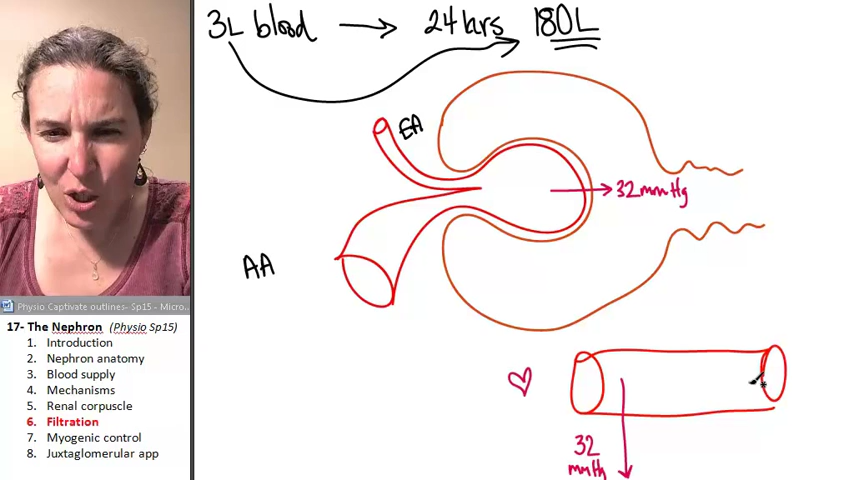 3L blood → 24 hrs 180L
EA
32 mmHg
AA
32
mmHg
Physio Captivate outlines- Sp15 - Micro...
17- The Nephron (Physio Sp15)
1. Introduction
2. Nephron anatomy
3. Blood supply
4. Mechanisms
5. Renal corpuscle
6. Filtration
7. Myogenic control
8. Juxtaglomerular app